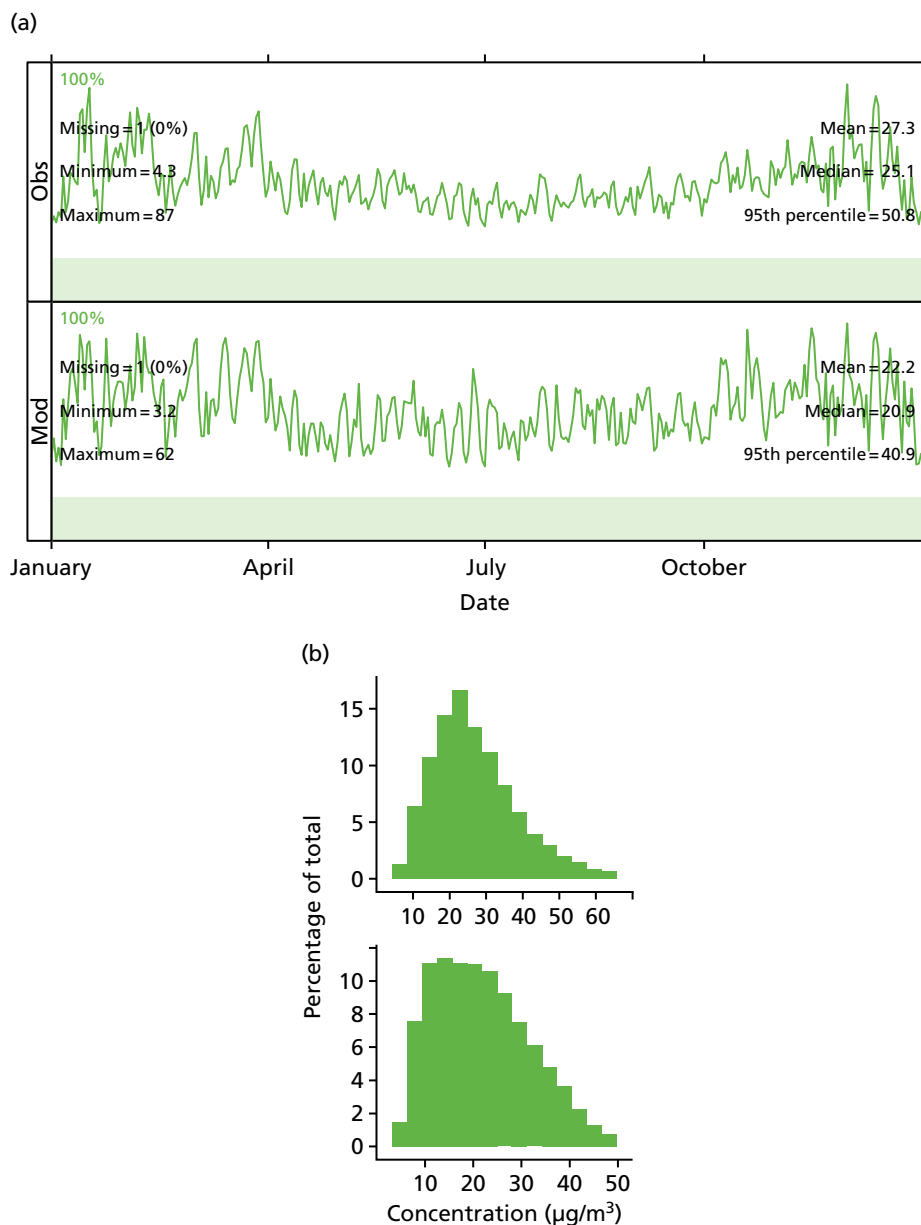 (a)
Obs
100%
Missing=1 (0%)
Mean=27.3
Minimum=4.3
Median= 25.1
Maximum=87
95th percentile=50.8
Mod
100%
Missing=1 (0%)
Mean=22.2
Minimum=3.2
Median=20.9
Maximum=62
95th percentile=40.9
January April July October
Date
(b)
Percentage of total
15
10
5
0
10 20 30 40 50 60
10
8
6
4
2
0
10 20 30 40 50
Concentration (µg/m³)